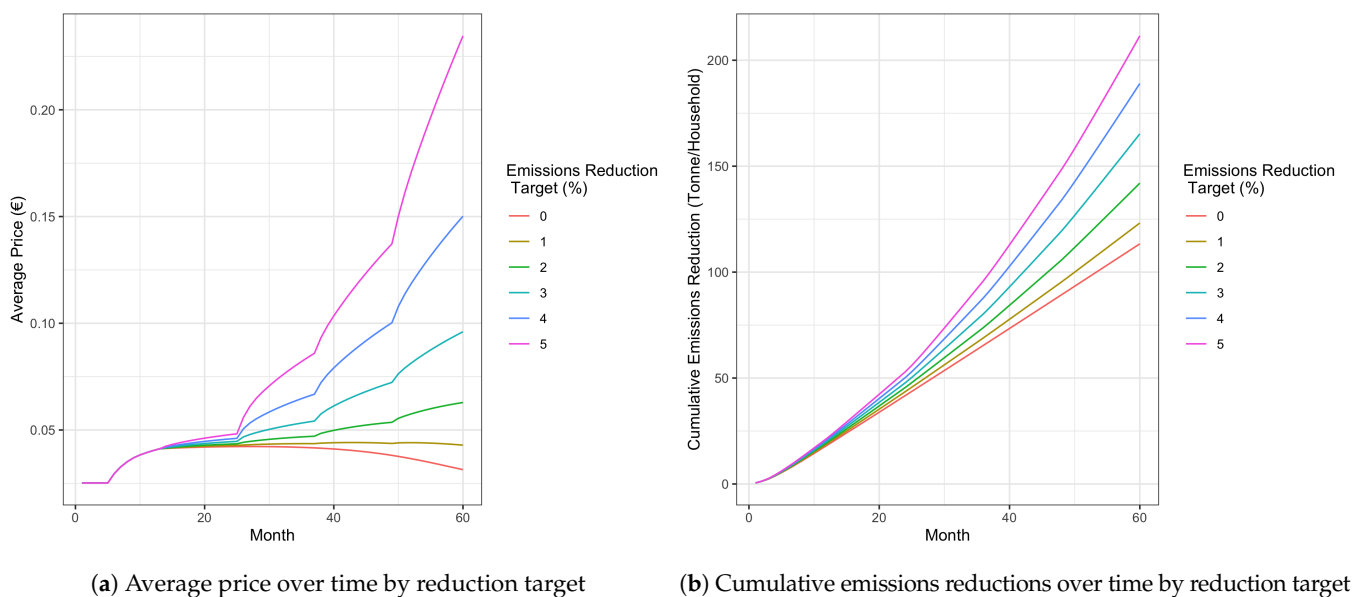 0.20
0.15
0.10
0.05
Average Price (€)
0
20
40
60
Month
Emissions Reduction
Target (%)
0
1
2
3
4
5
(a) Average price over time by reduction target
200
150
100
50
0
Cumulative Emissions Reduction (Tonne/Household)
0
20
40
60
Month
Emissions Reduction
Target (%)
0
1
2
3
4
5
(b) Cumulative emissions reductions over time by reduction target